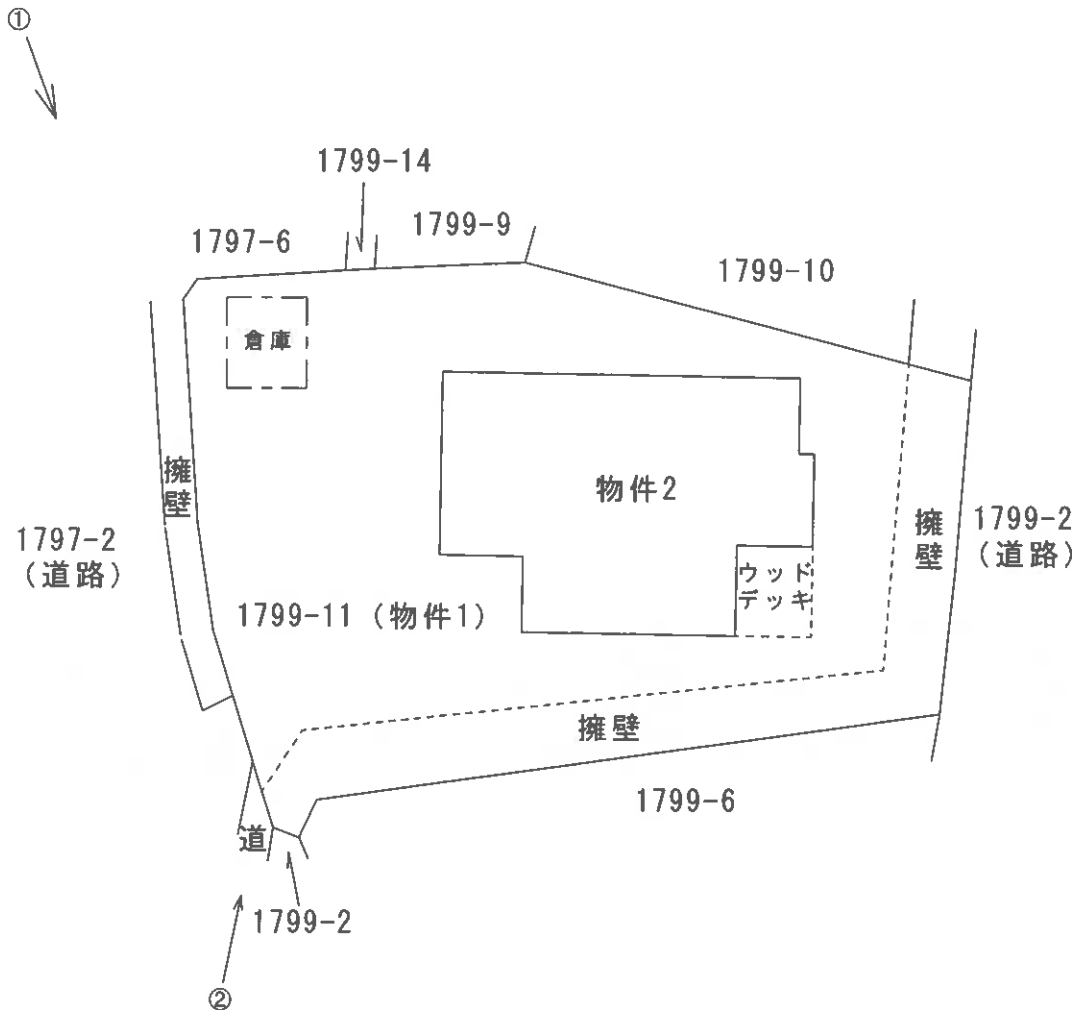 ①
1799-14
1797-6
1799-9
1799-10
倉庫
擁壁
物件2
1797-2
（道路）
擁壁
1799-2
（道路）
ウッド
デッキ
1799-11（物件1）
擁壁
1799-6
道
1799-2
②